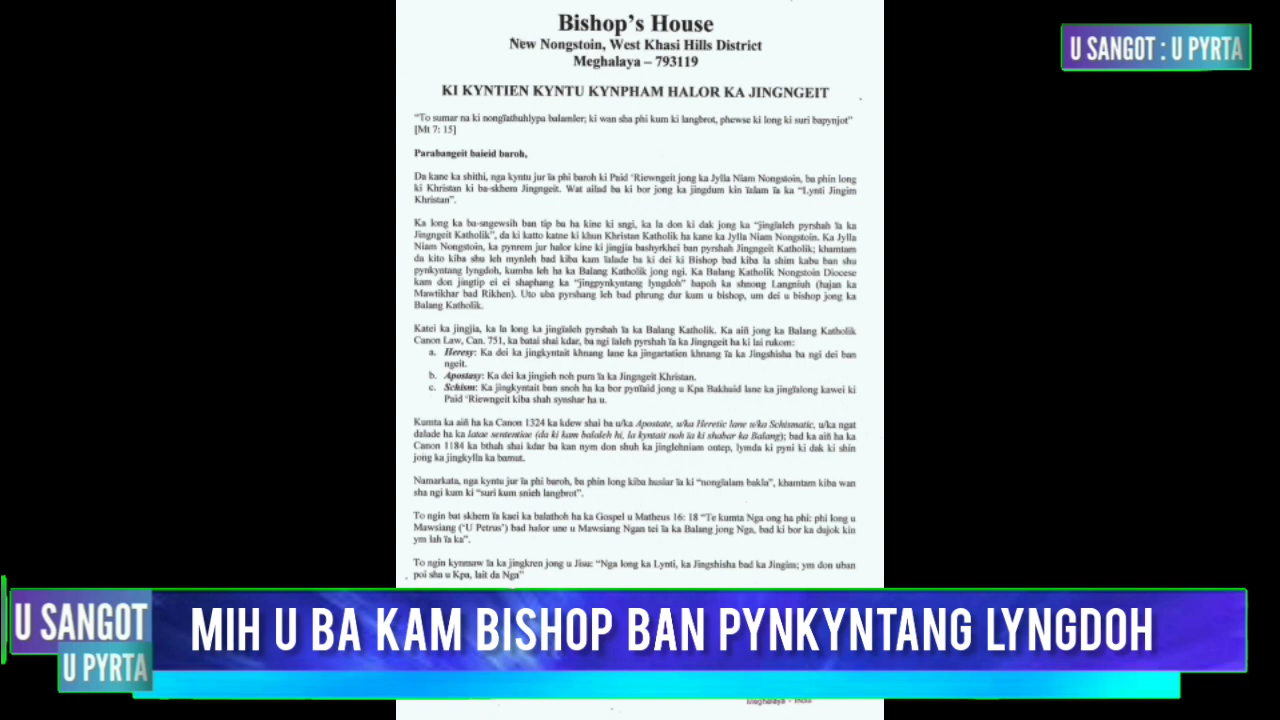 Bishop's House
New Nongstoin, West Khasi Hills District
Meghalaya – 793119
U SANGOT : U PYRTA
KI KYNTIEN KYNTU KYNPHAM HALOR KA JINGNGEIT
"To sumar na ki nongïathuhlypa balamler; ki wan sha phi kum ki langbrot, phewse ki long ki suri bapynjot"
[Mt 7: 15]
Parabangeit baieid baroh,
Da kane ka shithi, nga kyntu jur ïa phi baroh ki Paid 'Riewngeit jong ka Jylla Niam Nongstoin, ba phin long
ki Khristan ki ba-skhem Jingngeit. Wat ailad ba ki bor jong ka jingdum kin ïalam ïa ka "Lynti Jingim
Khristan".
Ka long ka ba-sngewsih ban tip ba ha kine ki sngi, ka la don ki dak jong ka "jingïaleh pyrshah ïa ka
Jingngeit Katholik", da ki katto katne ki khun Khristan Katholik ha kane ka Jylla Niam Nongstoin. Ka Jylla
Niam Nongstoin, ka pynrem jur halor kine ki jingjia bashyrkhei ban pyrshah Jingngeit Katholik; khamtam
da kito kiba shu leh mynleh bad kiba kam ïalade ba ki dei ki Bishop bad kiba la shim kabu ban shu
pynkyntang lyngdoh, kumba leh ha ka Balang Katholik jong ngi. Ka Balang Katholik Nongstoin Diocese
kam don jingtip ei ei shaphang ka "jingpynkyntang lyngdoh" hapoh ka shnong Langniuh (hajan ka
Mawtikhar bad Rikhen). Uto uba pyrshang leh bad phrung dur kum u bishop, um dei u bishop jong ka
Balang Katholik.
Katei ka jingjia, ka la long ka jingïaleh pyrshah ïa ka Balang Katholik. Ka aiñ jong ka Balang Katholik
Canon Law, Can. 751, ka batai shai kdar, ba ngi ïaleh pyrshah ïa ka Jingngeit ha ki lai rukom:
a. Heresy: Ka dei ka jingkyntait khnang lane ka jingartatien khnang ïa ka Jingshisha ba ngi dei ban
ngeit.
b. Apostasy: Ka dei ka jingieh noh pura ïa ka Jingngeit Khristan.
c. Schism: Ka jingkyntait ban snoh ha ka bor pynïaid jong u Kpa Bakhuid lane ka jingïalong kawei ki
Paid 'Riewngeit kiba shah synshar ha u.
Kumta ka aiñ ha ka Canon 1324 ka kdew shai ba u/ka Apostate, u/ka Heretic lane u/ka Schismatic, u/ka ngat
dalade ha ka latae sententiae (da ki kam balaleh hi, la kyntait noh ïa ki shabar ka Balang); bad ka aiñ ha ka
Canon 1184 ka bthah shai kdar ba kan nym don shuh ka jinglehniam ontep, lymda ki pyni ki dak ki shin
jong ka jingkylla ka bamut.
Namarkata, nga kyntu jur ïa phi baroh, ba phin long kiba husiar ïa ki "nongïalam bakla", khamtam kiba wan
sha ngi kum ki "suri kum snieh langbrot".
To ngin bat skhem ïa kaei ka balathoh ha ka Gospel u Matheus 16: 18 "Te kumta Nga ong ha phi: phi long u
Mawsiang ('U Petrus') bad halor une u Mawsiang Ngan tei ïa ka Balang jong Nga, bad ki bor ka dujok kin
ym lah ïa ka".
To ngin kynmaw ïa ka jingkren jong u Jisu: "Nga long ka Lynti, ka Jingshisha bad ka Jingim; ym don uban
poi sha u Kpa, lait da Nga"
U SANGOT
U PYRTA
MIH U BA KAM BISHOP BAN PYNKYNTANG LYNGDOH
Meghalaya - India